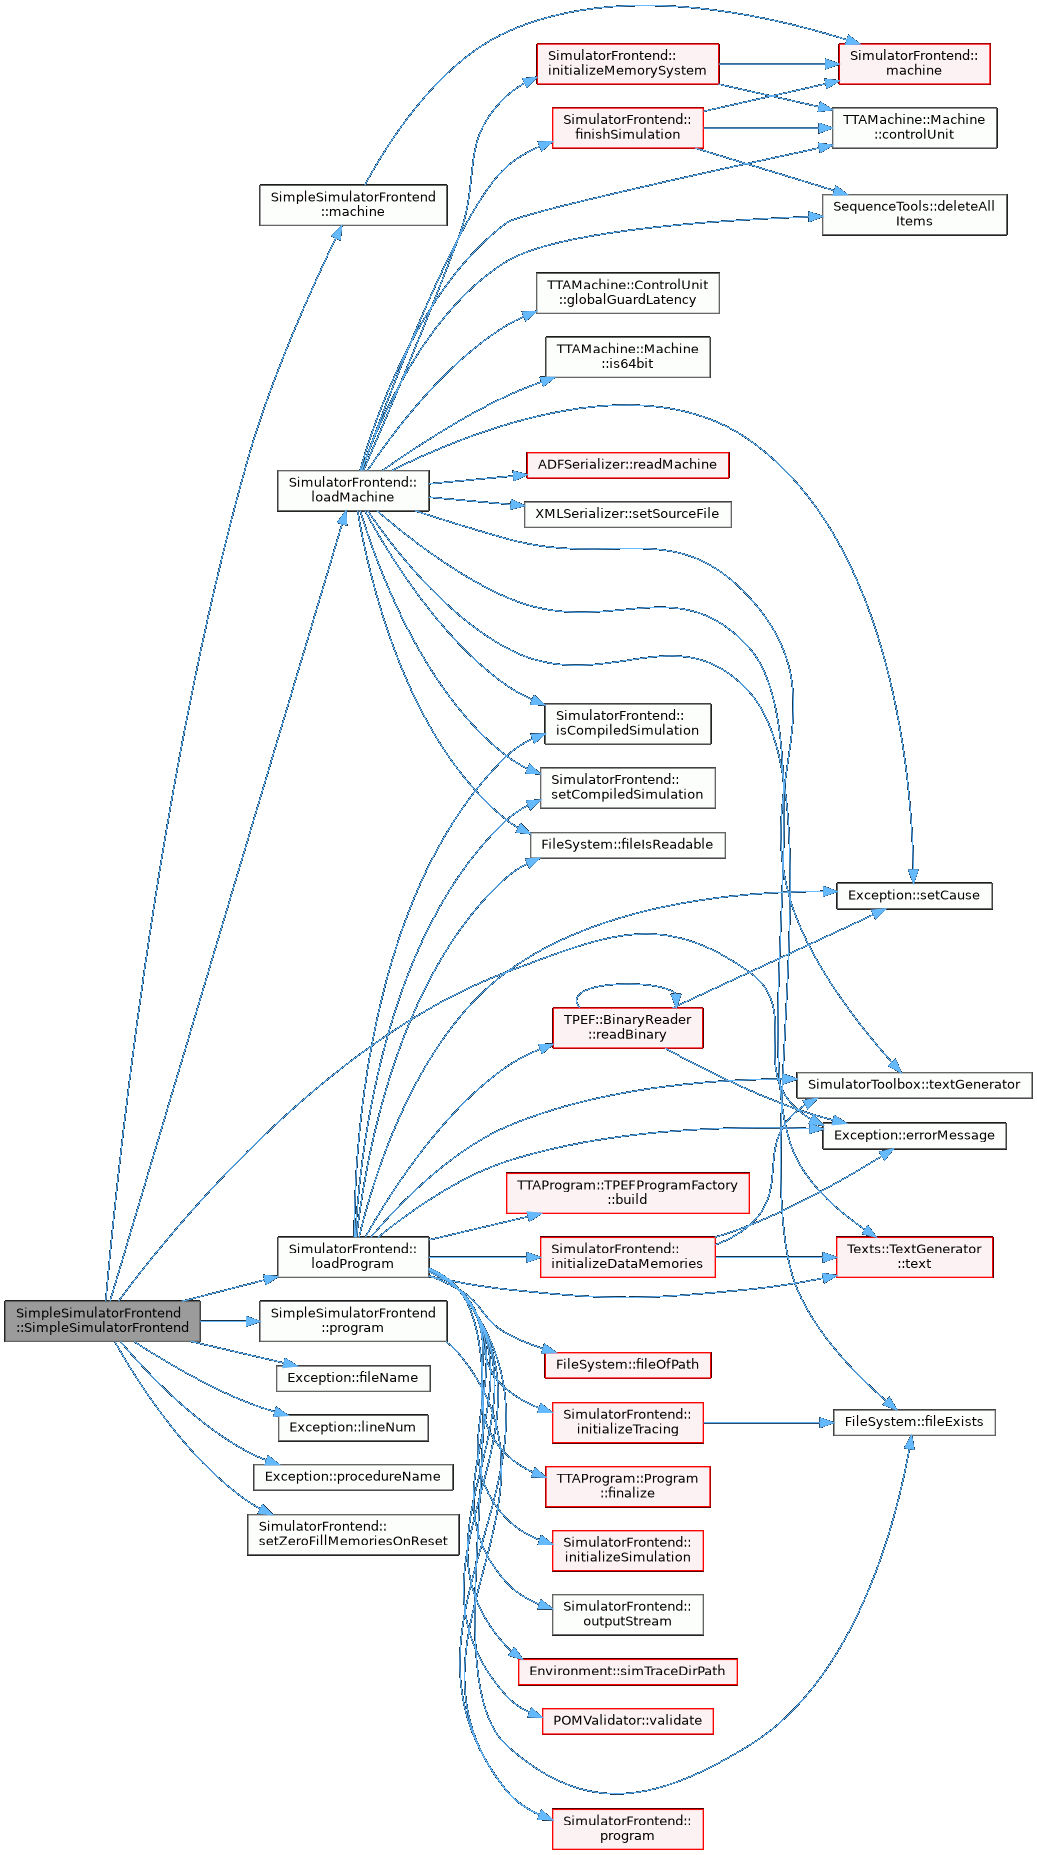 SimulatorFrontend::
initializeMemorySystem
SimulatorFrontend::
machine
SimulatorFrontend::
finishSimulation
TTAMachine::Machine
::controlUnit
SimpleSimulatorFrontend
::machine
SequenceTools::deleteAll
Items
TTAMachine::ControlUnit
::globalGuardLatency
TTAMachine::Machine
::is64bit
SimulatorFrontend::
loadMachine
ADFSerializer::readMachine
XMLSerializer::setSourceFile
SimulatorFrontend::
isCompiledSimulation
SimulatorFrontend::
setCompiledSimulation
FileSystem::fileIsReadable
Exception::setCause
TPEF::BinaryReader
::readBinary
SimulatorToolbox::textGenerator
Exception::errorMessage
TTAProgram::TPEFProgramFactory
::build
SimulatorFrontend::
loadProgram
SimulatorFrontend::
initializeDataMemories
Texts::TextGenerator
::text
SimpleSimulatorFrontend
::SimpleSimulatorFrontend
SimpleSimulatorFrontend
::program
FileSystem::fileOfPath
Exception::fileName
SimulatorFrontend::
initializeTracing
FileSystem::fileExists
Exception::lineNum
Exception::procedureName
TTAProgram::Program
::finalize
SimulatorFrontend::
setZeroFillMemoriesOnReset
SimulatorFrontend::
initializeSimulation
SimulatorFrontend::
outputStream
Environment::simTraceDirPath
POMValidator::validate
SimulatorFrontend::
program